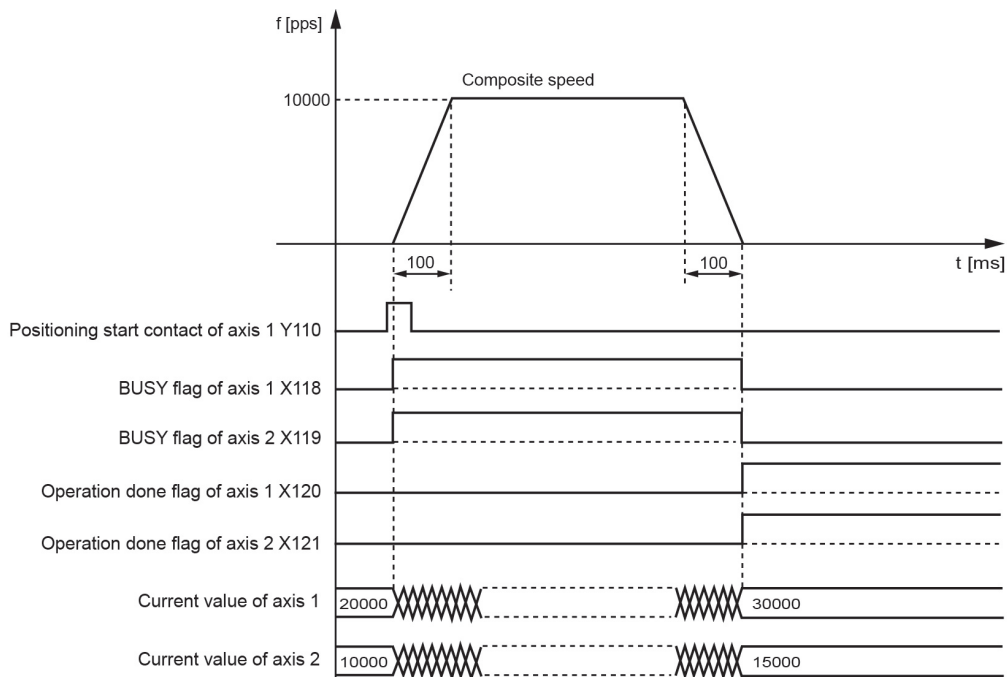 f [pps]
Composite speed
10000
t [ms]
100 100
Positioning start contact of axis 1 Y110
BUSY flag of axis 1 X118
BUSY flag of axis 2 X119
Operation done flag of axis 1 X120
Operation done flag of axis 2 X121
Current value of axis 1 20000 30000
Current value of axis 2 10000 15000